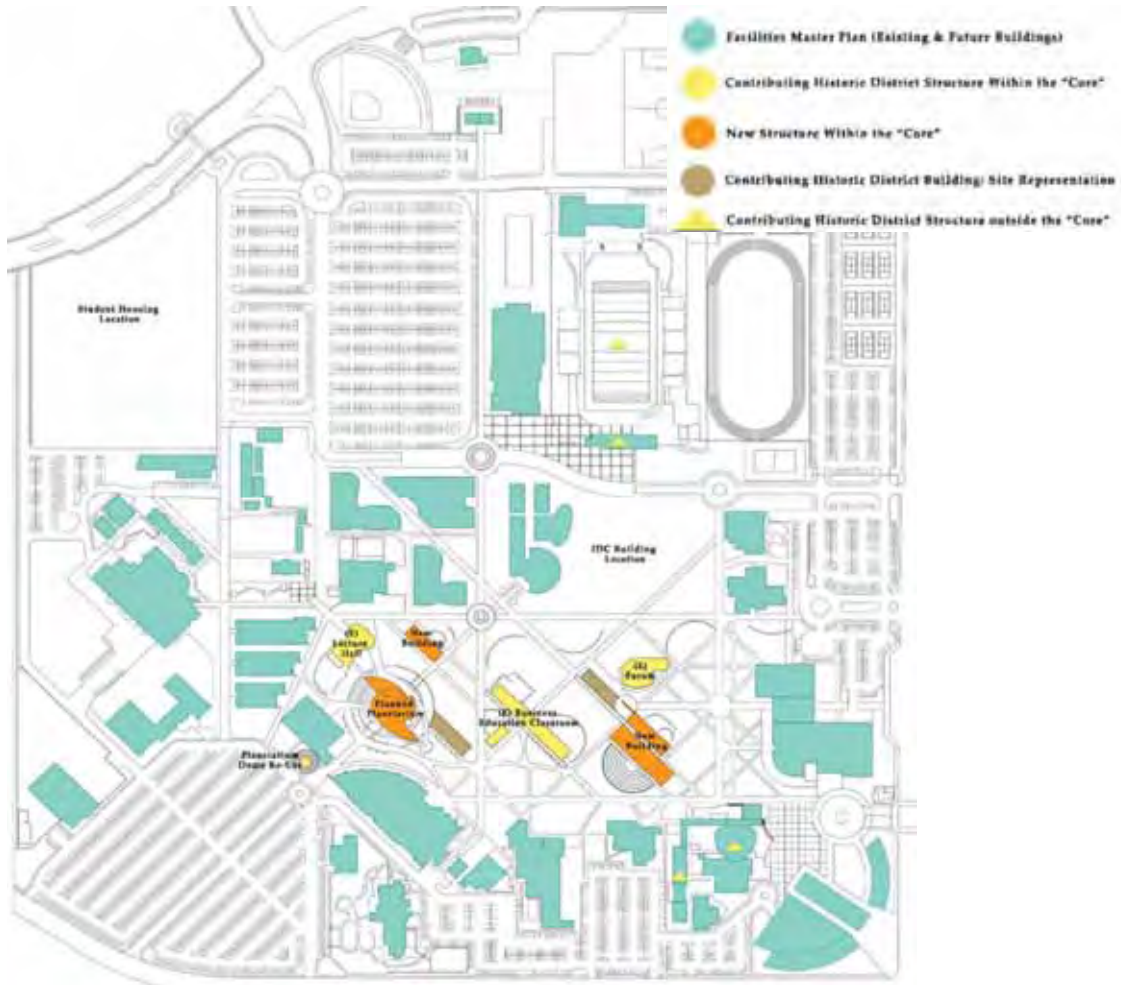 Facilities Master Plan (Existing & Future Buildings)
Contributing Historic District Structure Within the "Core"
New Structure Within the "Core"
Contributing Historic District Building/ Site Representation
Contributing Historic District Structure outside the "Core"
Student Housing
Location
Building
Location
(E)
Lecture
Hall
New
Building
(E)
Forum
Planned
Planetarium
(E) Business
Education Classroom
New
Building
Planetarium
Dome Re-Use